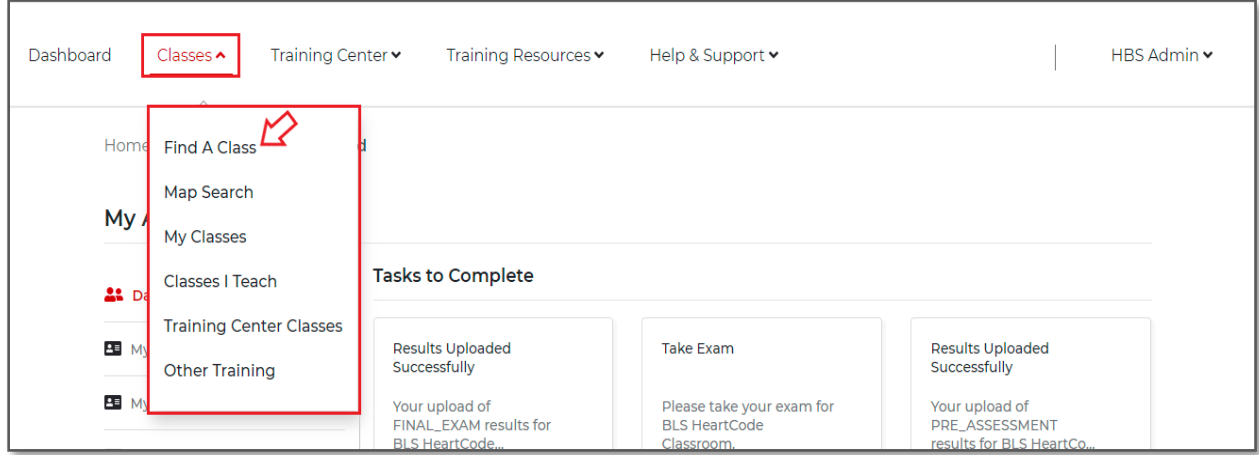 Dashboard Classes Training Center Training Resources Help & Support HBS Admin
Home
Find A Class
Map Search
My
My Classes
Classes I Teach
Training Center Classes
Other Training
My
My
Tasks to Complete
Results Uploaded
Successfully
Your upload of
FINAL_EXAM results for
BLS HeartCode...
Take Exam
Please take your exam for
BLS HeartCode
Classroom.
Results Uploaded
Successfully
Your upload of
PRE_ASSESSMENT
results for BLS HeartCo...